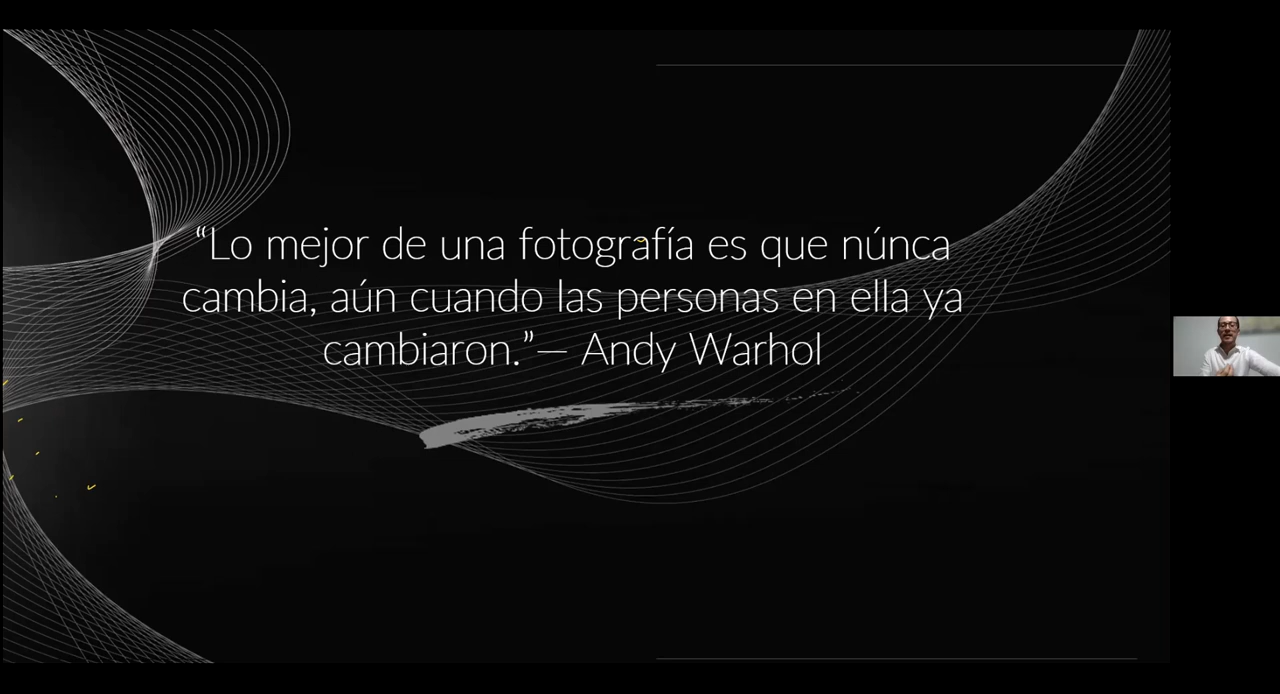 “Lo mejor de una fotografía es que núnca
cambia, aún cuando las personas en ella ya
cambiaron.”— Andy Warhol